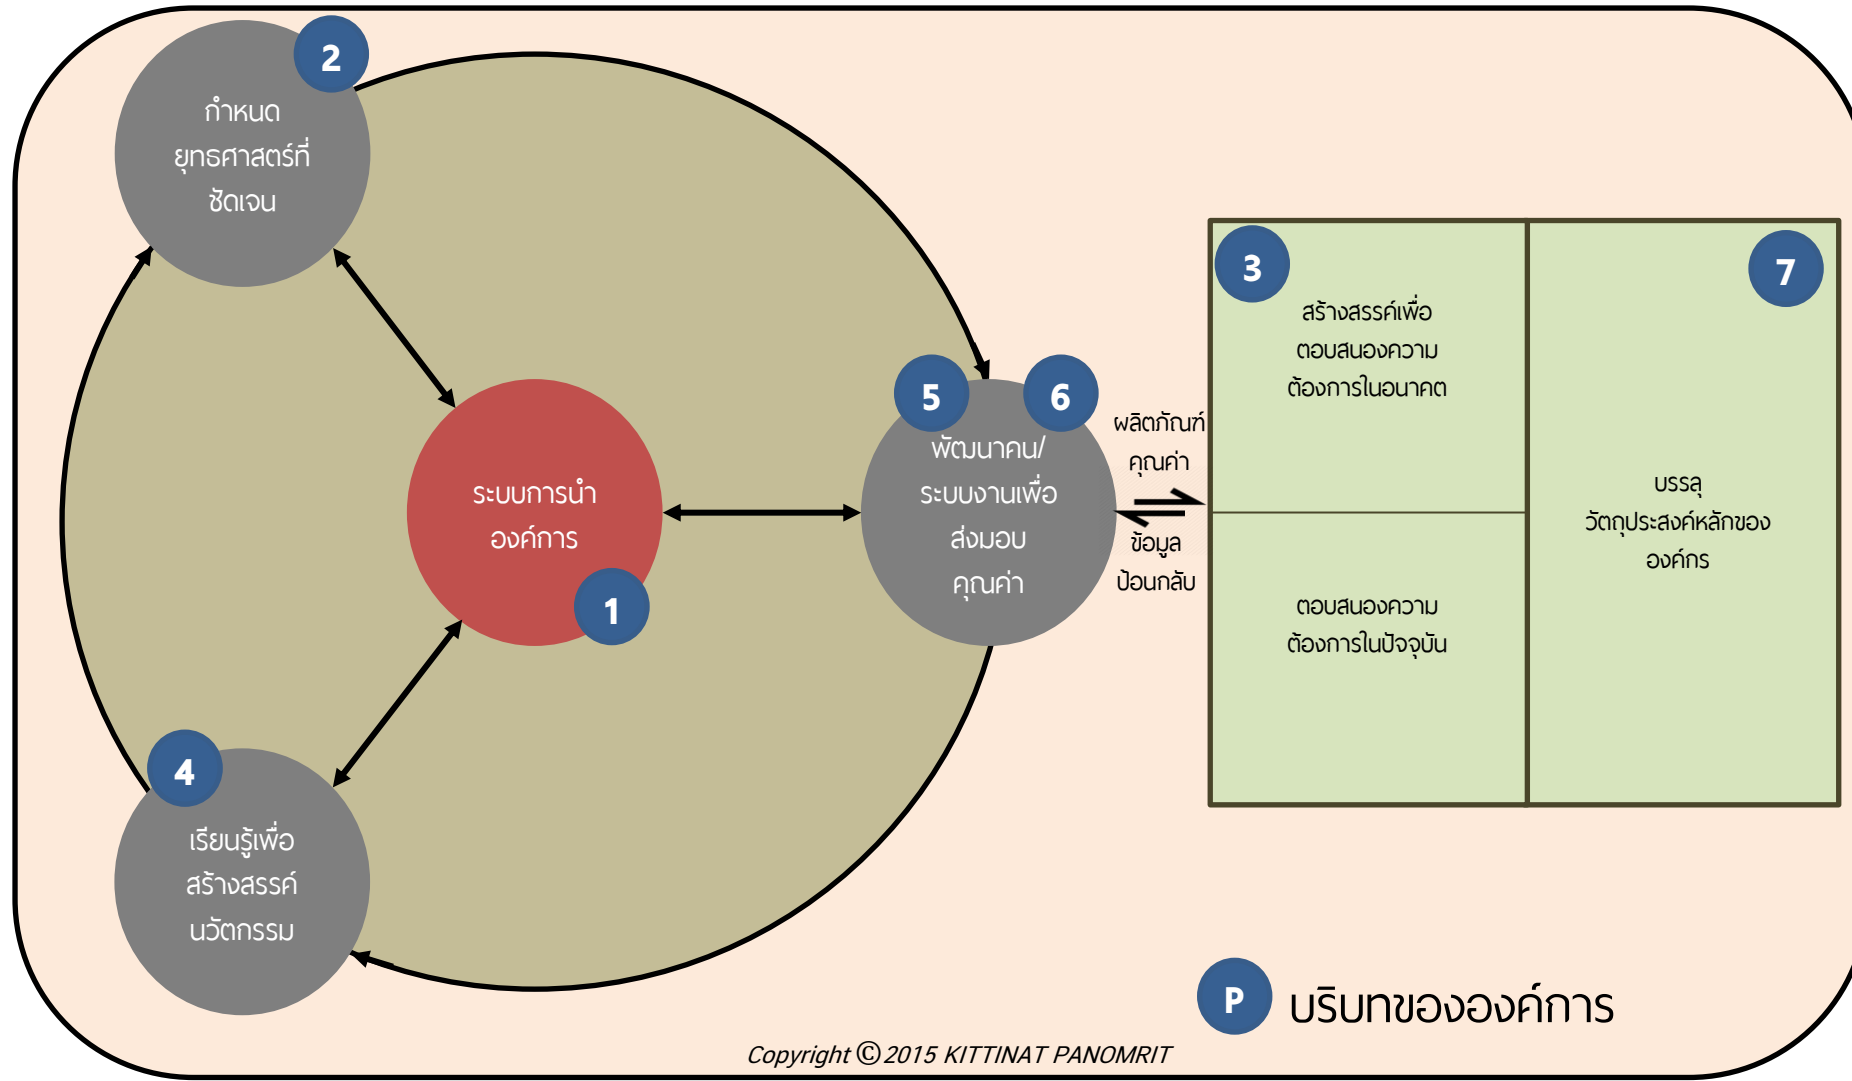 2
กำหนด
ยุทธศาสตร์ที่
ชัดเจน
3
7
สร้างสรรค์เพื่อ
ตอบสนองความ
ต้องการในอนาคต
5
6
พัฒนาคน/
ระบบงานเพื่อ
ส่งมอบ
คุณค่า
ผลิตภัณฑ์
คุณค่า
ข้อมูล
ป้อนกลับ
ระบบการนำ
องค์การ
1
บรรลุ
วัตถุประสงค์หลักของ
องค์กร
ตอบสนองความ
ต้องการในปัจจุบัน
4
เรียนรู้เพื่อ
สร้างสรรค์
นวัตกรรม
P บริบทขององค์การ
Copyright ©2015 KITTINAT PANOMRIT